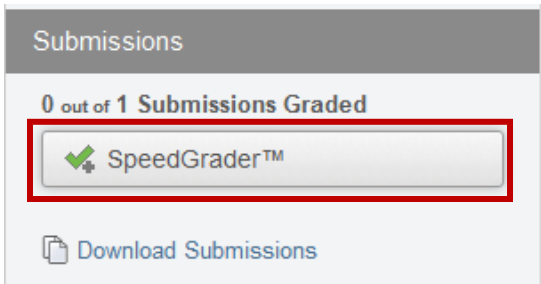 Submissions
0 out of 1 Submissions Graded
SpeedGrader™
Download Submissions